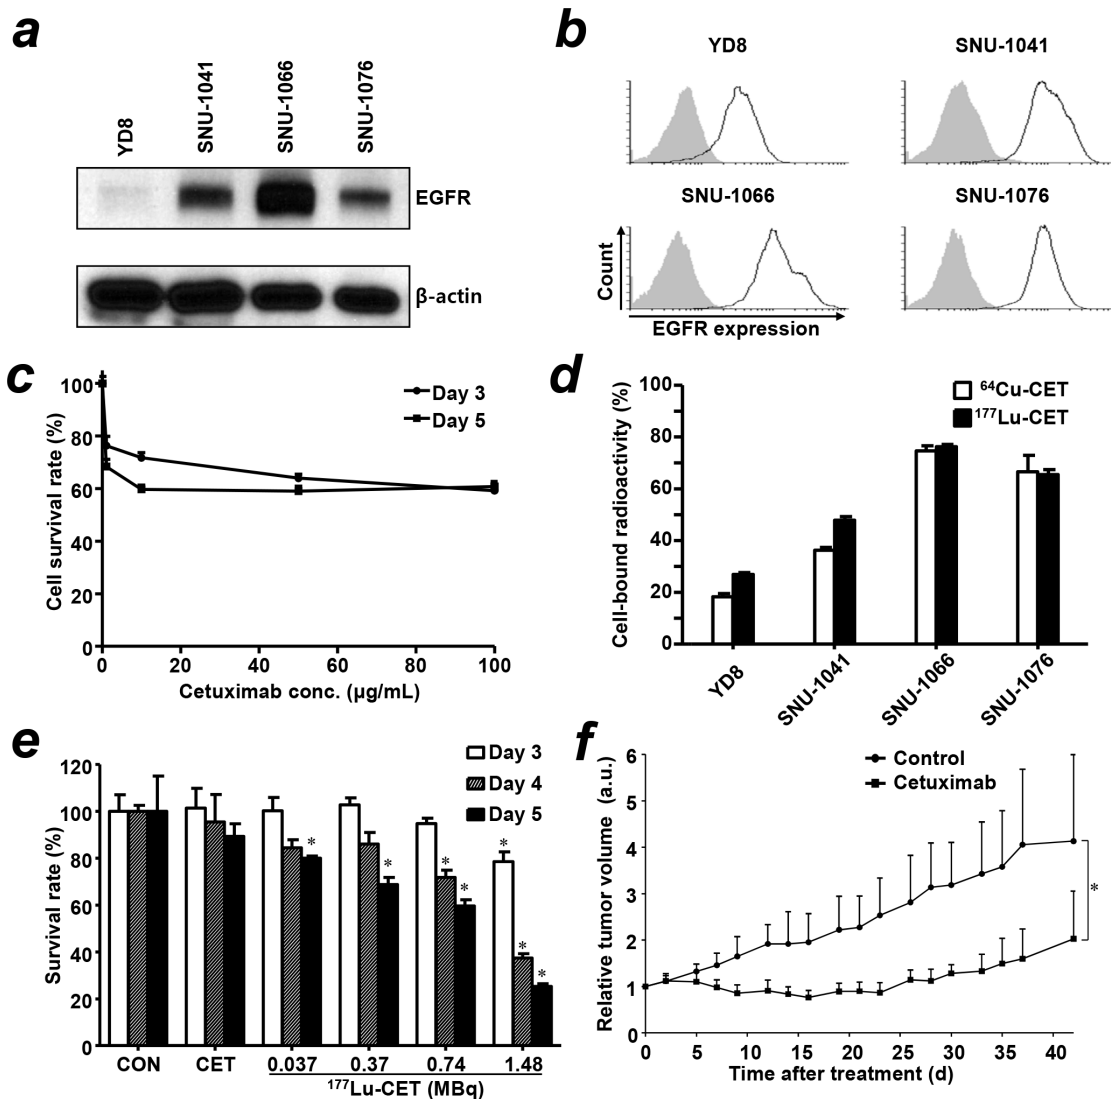 a
YD8
SNU-1041
SNU-1066
SNU-1076
EGFR
β-actin
b
YD8
SNU-1041
SNU-1066
SNU-1076
Count
EGFR expression
c
Cell survival rate (%)
100
80
60
40
20
0
Day 3
Day 5
0 20 40 60 80 100
Cetuximab conc. (µg/mL)
d
Cell-bound radioactivity (%)
100
80
60
40
20
0
64Cu-CET
177Lu-CET
YD8
SNU-1041
SNU-1066
SNU-1076
e
Survival rate (%)
120
100
80
60
40
20
0
Day 3
Day 4
Day 5
* * * * * * *
CON CET 0.037 0.37 0.74 1.48
177Lu-CET (MBq)
f
Relative tumor volume (a.u.)
6
5
4
3
2
1
0
Control
Cetuximab
*
0 5 10 15 20 25 30 35 40
Time after treatment (d)